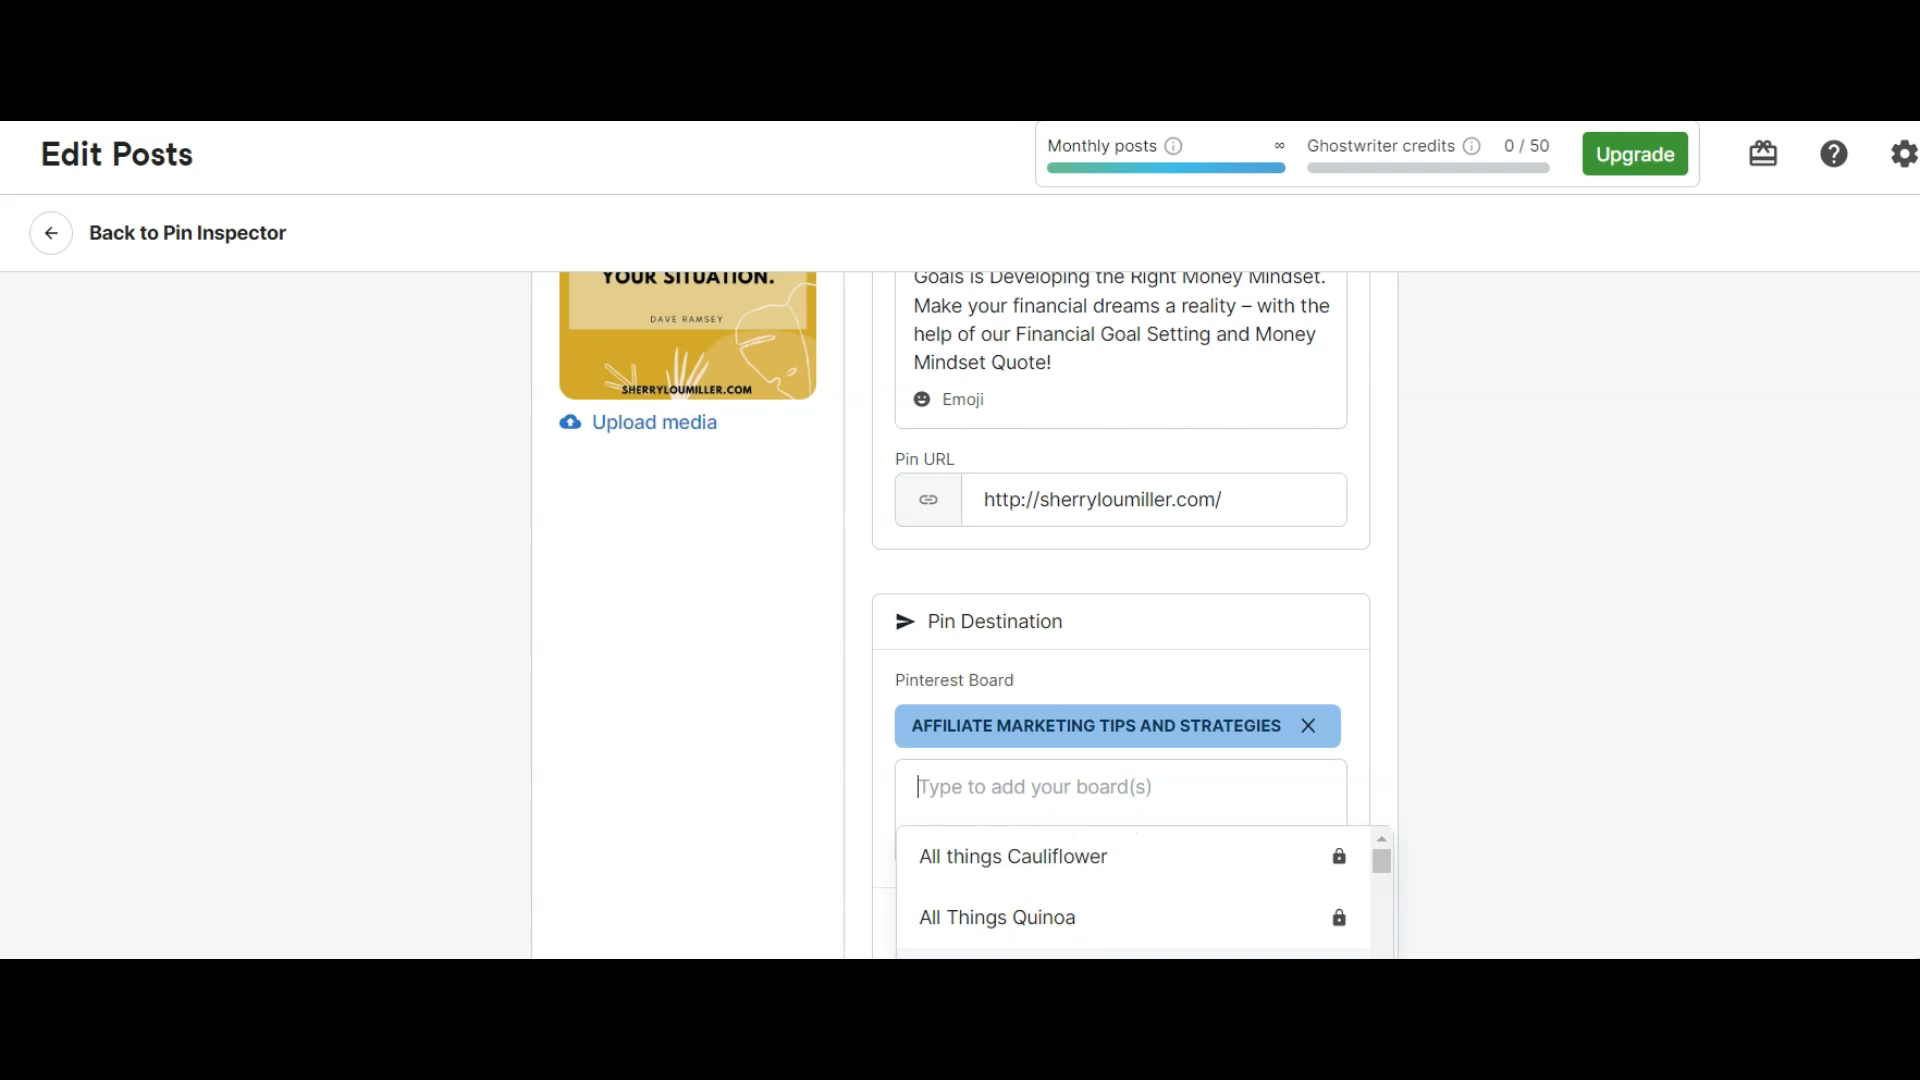 Edit Posts
Monthly posts ∞ Ghostwriter credits 0 / 50 Upgrade
Back to Pin Inspector
YOUR SITUATION.
DAVE RAMSEY
SHERRYLOUMILLER.COM
Upload media
Goals is Developing the Right Money Mindset.
Make your financial dreams a reality – with the
help of our Financial Goal Setting and Money
Mindset Quote!
Emoji
Pin URL
http://sherryloumiller.com/
Pin Destination
Pinterest Board
AFFILIATE MARKETING TIPS AND STRATEGIES
Type to add your board(s)
All things Cauliflower
All Things Quinoa